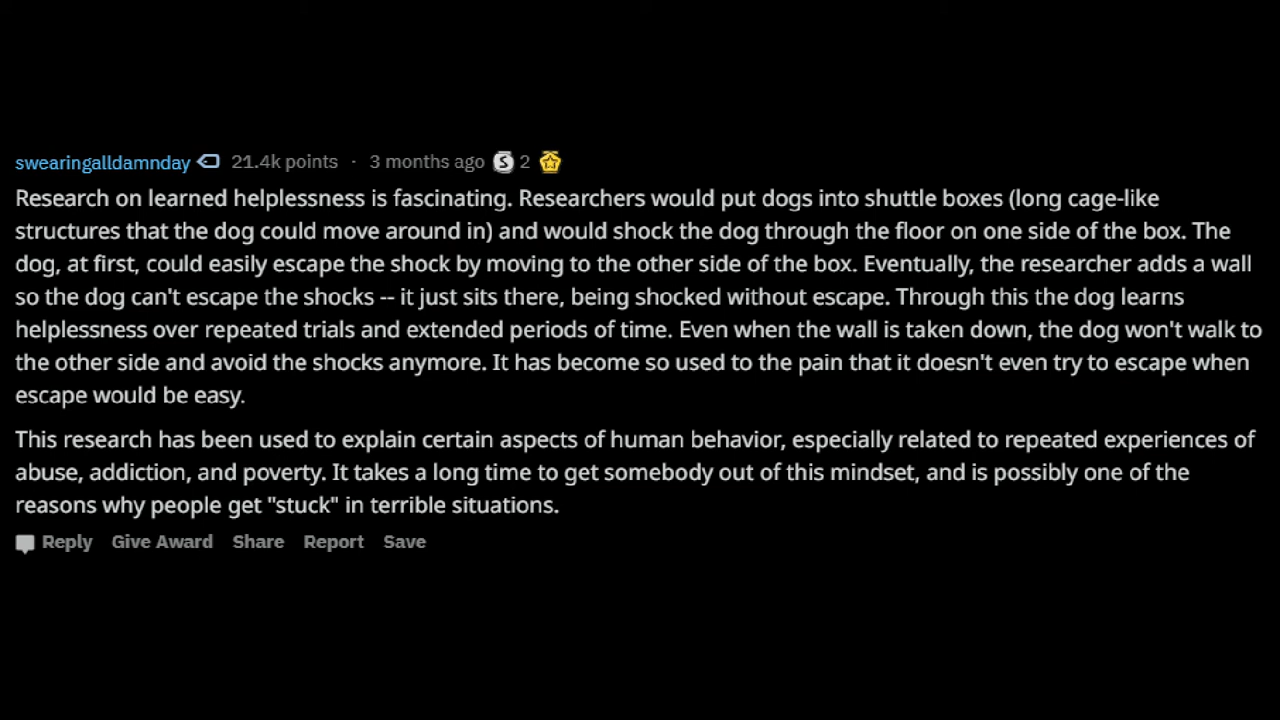 swearingalldamnday 21.4k points · 3 months ago S 2
Research on learned helplessness is fascinating. Researchers would put dogs into shuttle boxes (long cage-like
structures that the dog could move around in) and would shock the dog through the floor on one side of the box. The
dog, at first, could easily escape the shock by moving to the other side of the box. Eventually, the researcher adds a wall
so the dog can't escape the shocks -- it just sits there, being shocked without escape. Through this the dog learns
helplessness over repeated trials and extended periods of time. Even when the wall is taken down, the dog won't walk to
the other side and avoid the shocks anymore. It has become so used to the pain that it doesn't even try to escape when
escape would be easy.
This research has been used to explain certain aspects of human behavior, especially related to repeated experiences of
abuse, addiction, and poverty. It takes a long time to get somebody out of this mindset, and is possibly one of the
reasons why people get "stuck" in terrible situations.
Reply Give Award Share Report Save